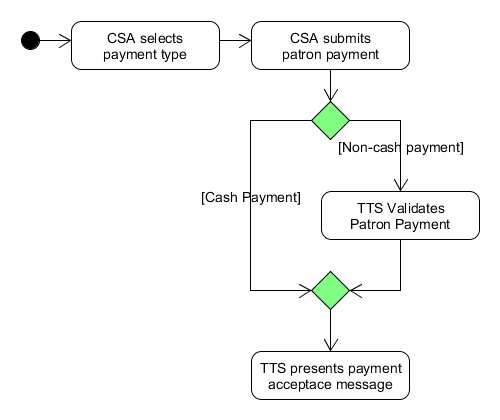 CSA selects
payment type
CSA submits
patron payment
[Non-cash payment]
[Cash Payment]
TTS Validates
Patron Payment
TTS presents payment
acceptace message